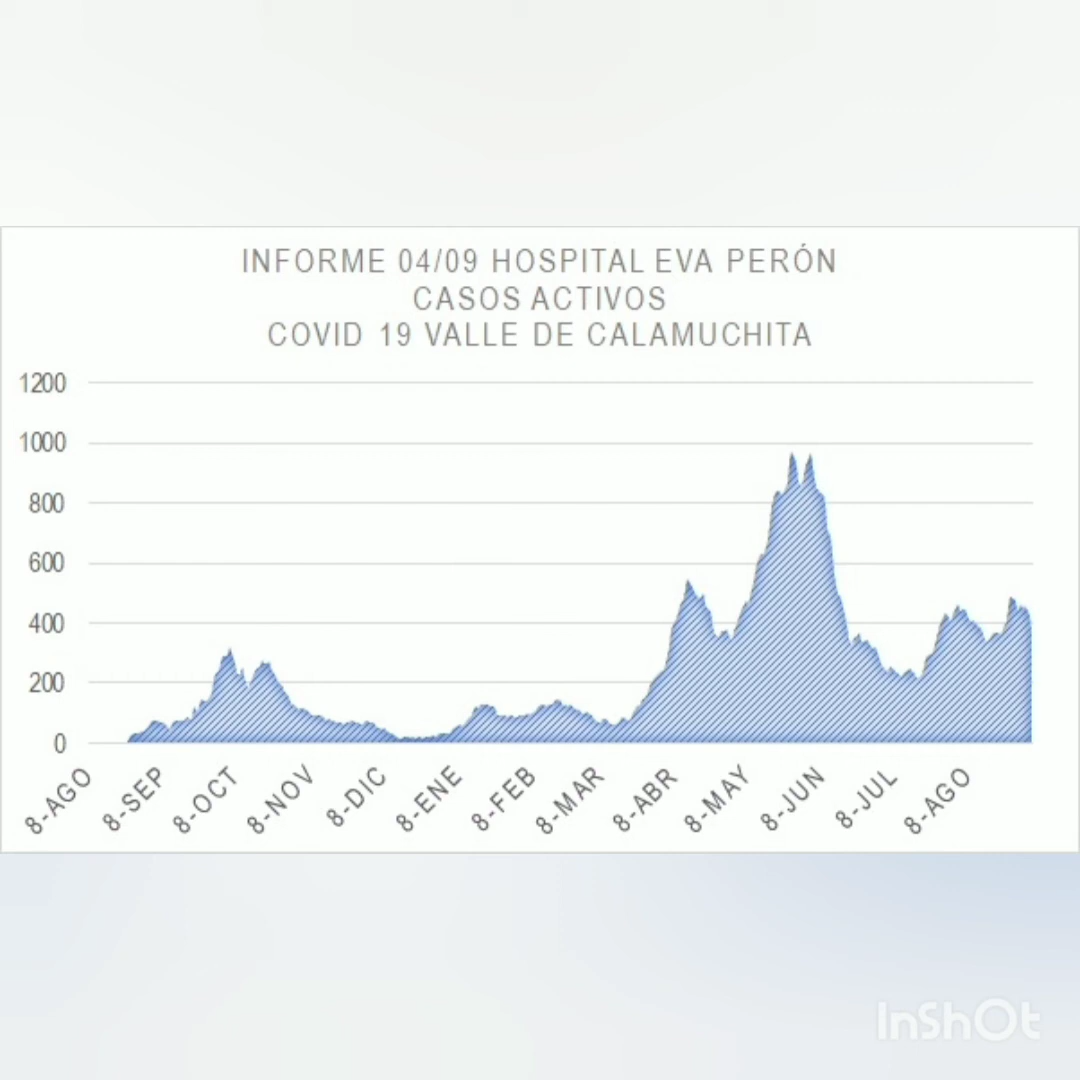 INFORME 04/09 HOSPITAL EVA PERÓN
CASOS ACTIVOS
COVID 19 VALLE DE CALAMUCHITA
1200
1000
800
600
400
200
0
8-AGO
8-SEP
8-OCT
8-NOV
8-DIC
8-ENE
8-FEB
8-MAR
8-ABR
8-MAY
8-JUN
8-JUL
8-AGO
InShOt